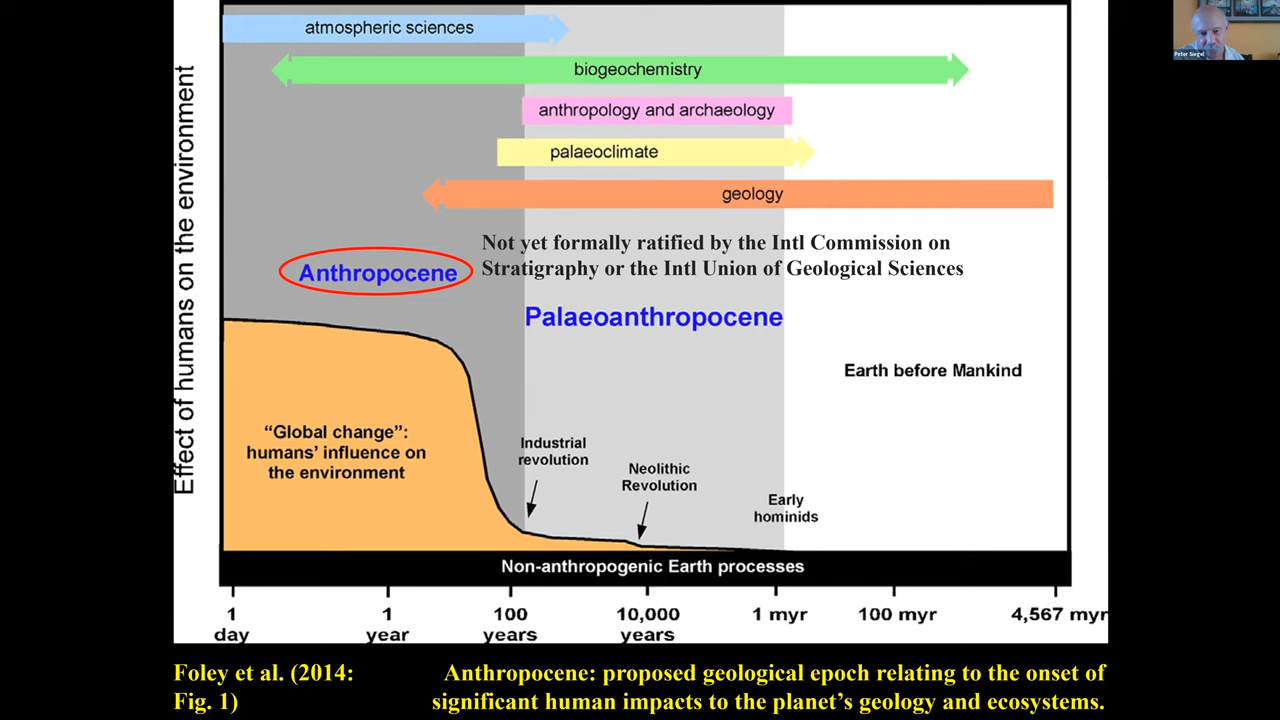 atmospheric sciences
biogeochemistry
anthropology and archaeology
palaeoclimate
geology
Effect of humans on the environment
Not yet formally ratified by the Intl Commission on
Stratigraphy or the Intl Union of Geological Sciences
Anthropocene
Palaeoanthropocene
Earth before Mankind
"Global change":
humans' influence on
the environment
Industrial
revolution
Neolithic
Revolution
Early
hominids
Non-anthropogenic Earth processes
1
day
1
year
100
years
10,000
years
1 myr
100 myr
4,567 myr
Foley et al. (2014:
Fig. 1)
Anthropocene: proposed geological epoch relating to the onset of
significant human impacts to the planet's geology and ecosystems.
Peter Siegel